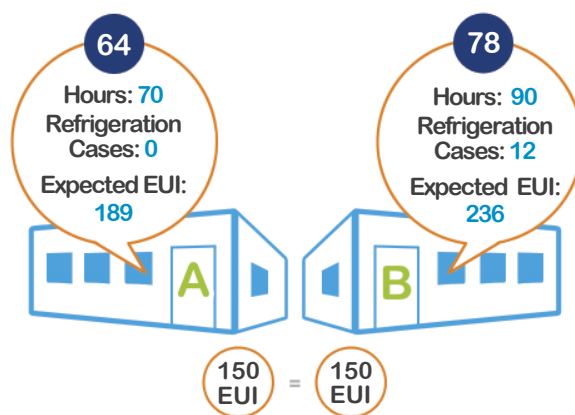 64
Hours: 70
Refrigeration
Cases: 0
Expected EUI:
189
78
Hours: 90
Refrigeration
Cases: 12
Expected EUI:
236
A
B
150
EUI
=
150
EUI